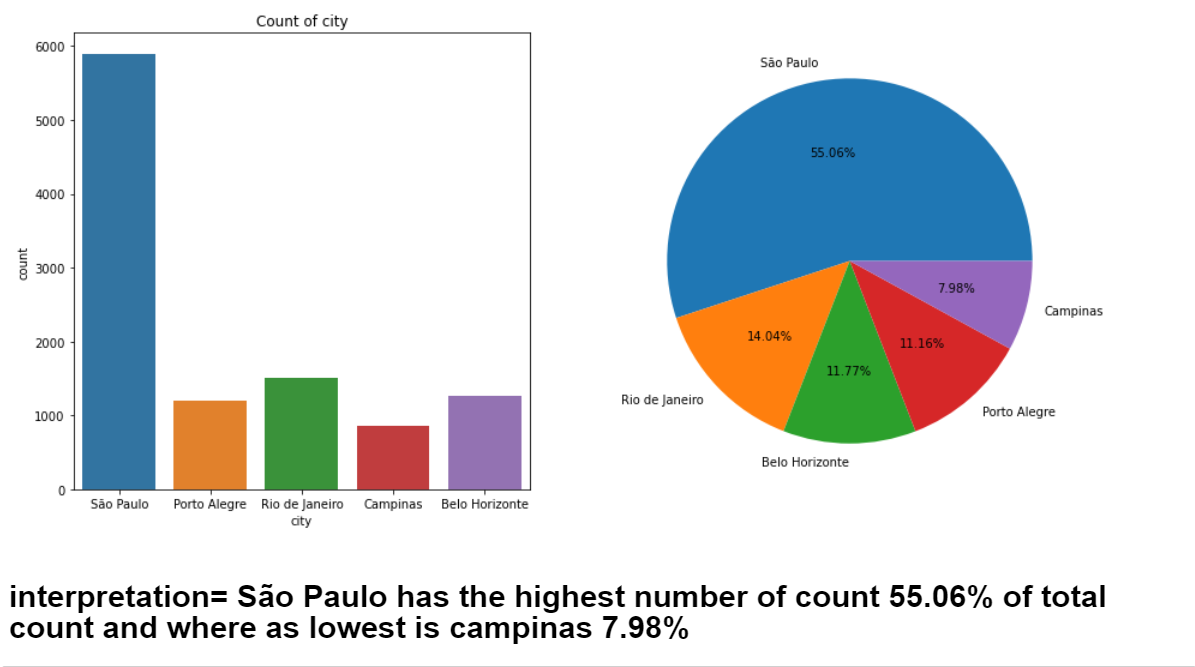 Count of city
6000
5000
4000
3000
2000
1000
0
count
São Paulo
Porto Alegre
Rio de Janeiro
Campinas
Belo Horizonte
city
São Paulo
55.06%
14.04%
Rio de Janeiro
11.77%
Belo Horizonte
11.16%
Porto Alegre
7.98%
Campinas
interpretation= São Paulo has the highest number of count 55.06% of total
count and where as lowest is campinas 7.98%